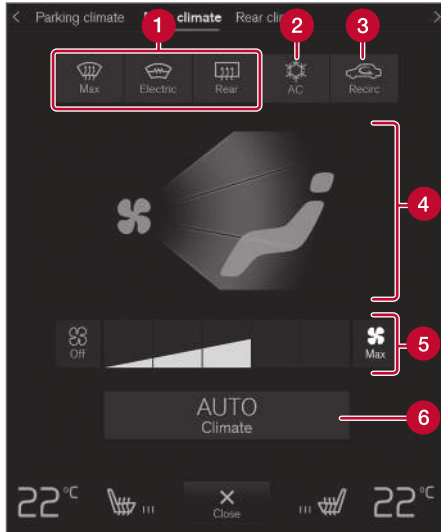 Parking climate climate Rear
1 2 3
Max Electric Rear AC Recirc
4
Off Max
5
AUTO
Climate
6
22°C 22°C
Close